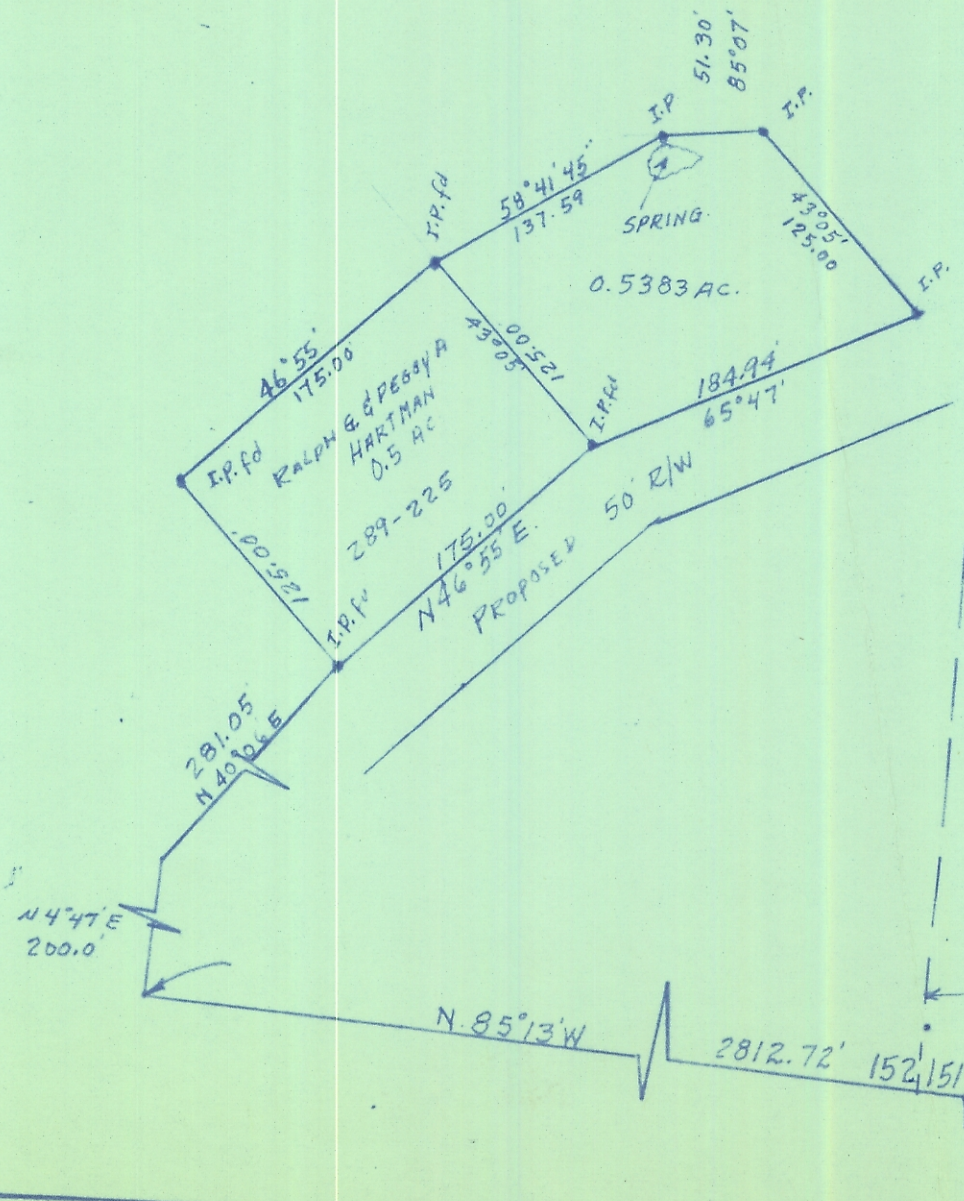 51.30'
85°07'
I.P
I.P.
58°41'45"
137.59
I.P.fd
SPRING.
43°05'
125.00
0.5383 AC.
I.P.
43°05'
125.00
46°55'
175.00'
184.94'
65°47'
I.P.fd
I.P.fd
RALPH G. & PEGGY A
HARTMAN
0.5 AC
289-225
125.00'
175.00'
N 46°55' E.
PROPOSED 50' R/W
I.P.fd
281.05
N 40°06 E
N 4°47' E
200.0'
N. 85°13' W
2812.72'
152 151